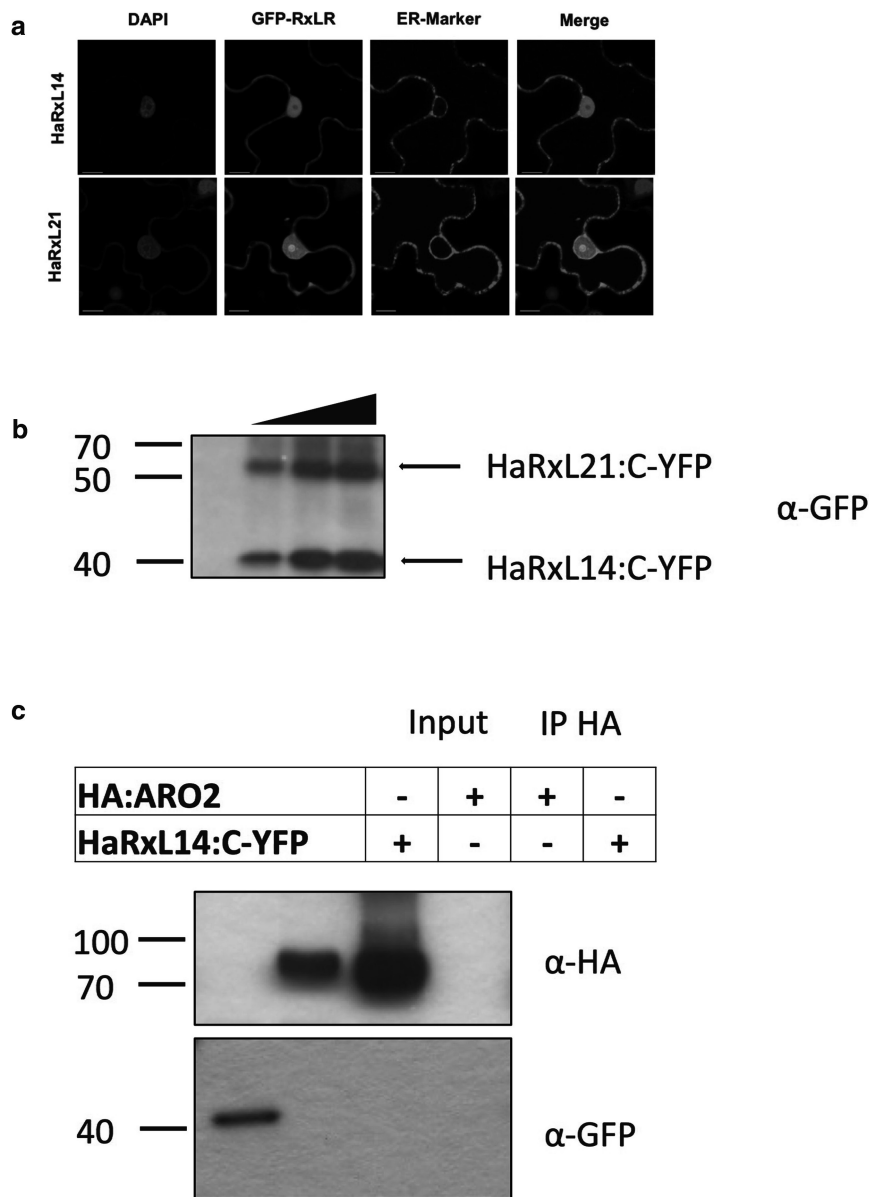 a
DAPI GFP-RxLR ER-Marker Merge
HaRxL14
HaRxL21
b
70
50
40
HaRxL21:C-YFP
HaRxL14:C-YFP
α-GFP
c
Input IP HA
HA:ARO2 - + + -
HaRxL14:C-YFP + - - +
100
70
α-HA
40
α-GFP